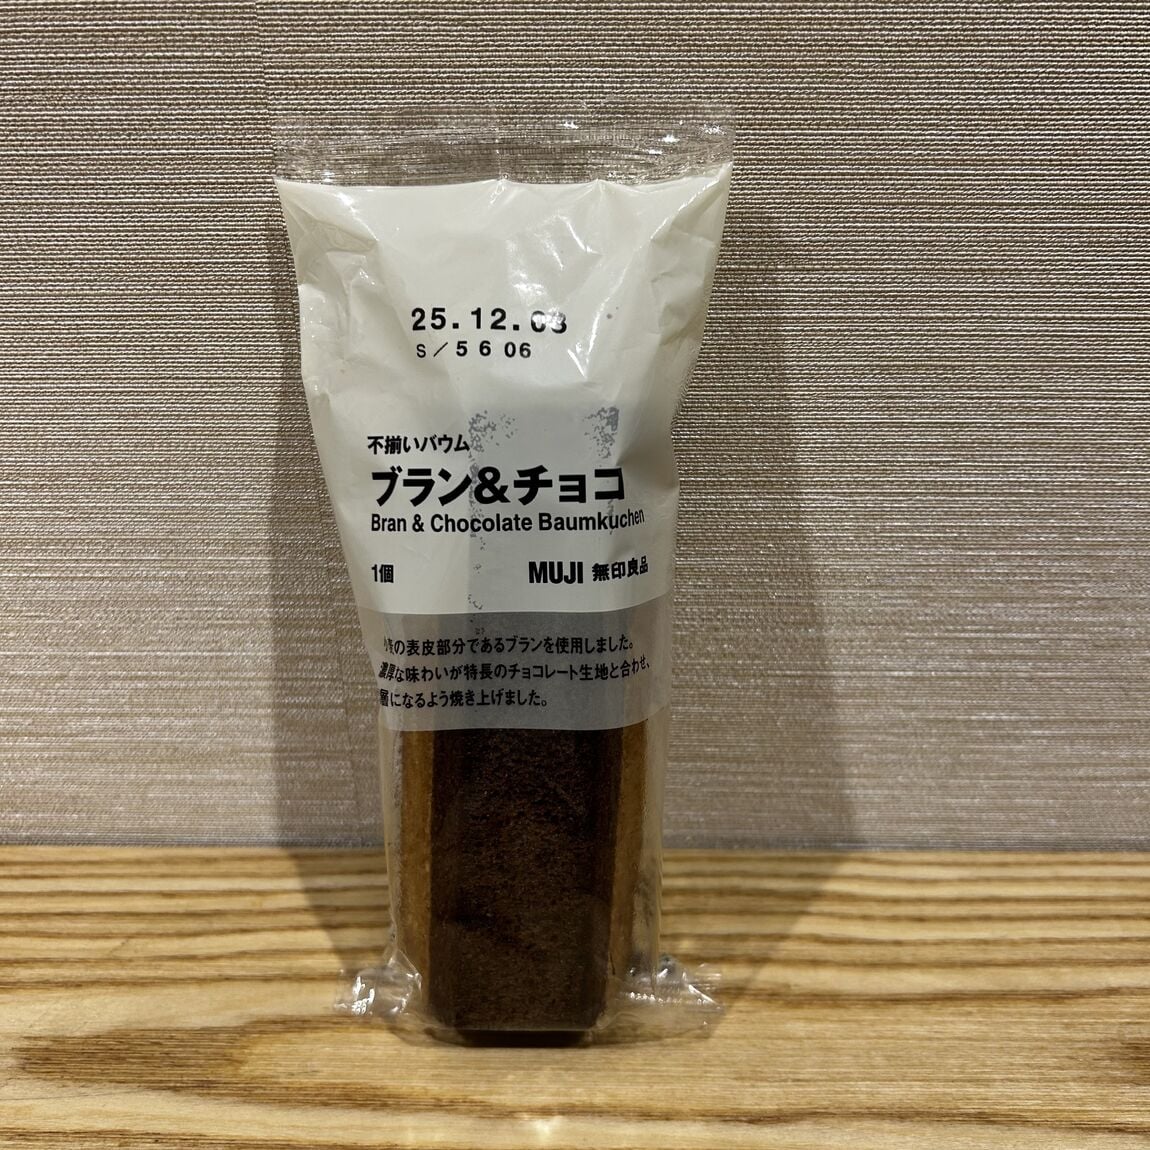 25.12.03
S/5 6 06
不揃いバウム
ブラン&チョコ
Bran & Chocolate Baumkuchen
1個
MUJI 無印良品
小麦の表皮部分であるブランを使用しました。
濃厚な味わいが特長のチョコレート生地と合わせ、
層になるよう焼き上げました。